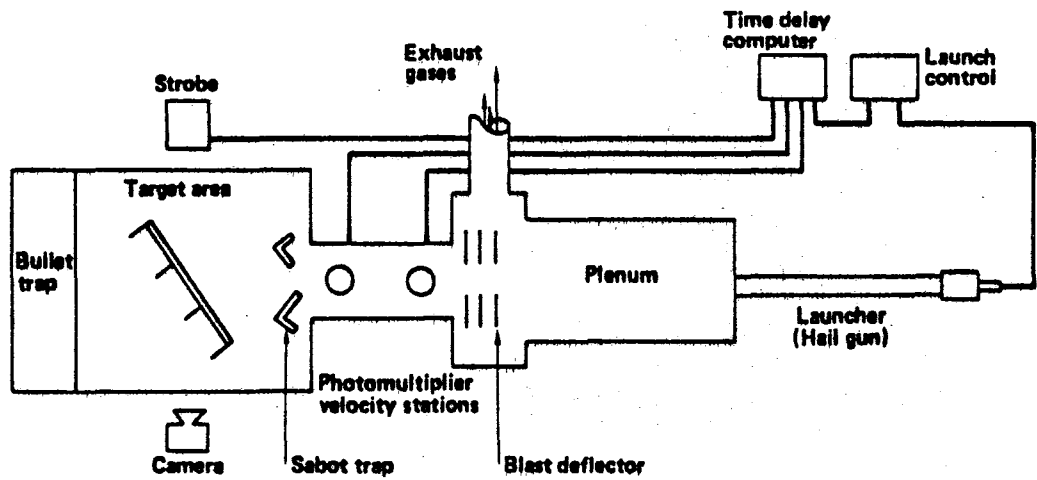 Time delay
computer
Launch
control
Exhaust
gases
Strobe
Target area
Bullet
trap
Plenum
Launcher
(Hail gun)
Photomultiplier
velocity stations
Camera
Sabot trap
Blast deflector